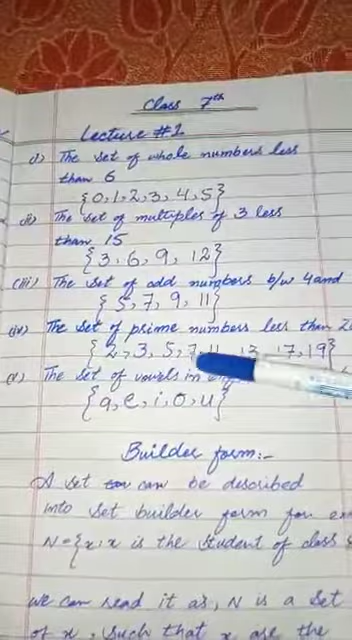 Class 7th
Lecture #1
i) The set of whole numbers less
than 6
{0,1,2,3,4,5}
ii) The set of multiples of 3 less
than 15
{3, 6, 9, 12}
(iii) The set of odd numbers b/w 4 and
{5, 7, 9, 11}
(iv) The set of prime numbers less than
{2, 3, 5, 7, 11, 13, 17, 19}
(v) The set of vowels in
{a, e, i, o, u}
Builder form:-
A set can be described
into set builder form for
N={x:x is the student of class
we can read it as, N is a set
of x, such that x are the